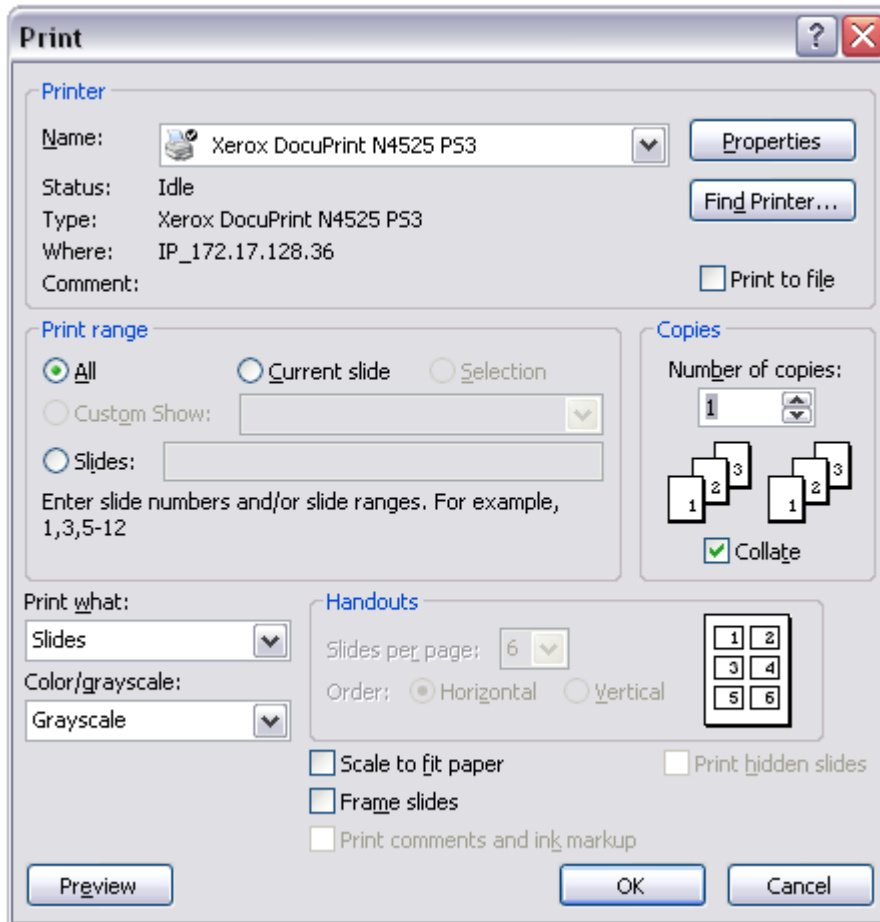 Print
Printer
Name: Xerox DocuPrint N4525 PS3 Properties
Status: Idle
Find Printer...
Type: Xerox DocuPrint N4525 PS3
Where: IP_172.17.128.36
Comment:
Print to file
Print range
All Current slide Selection
Custom Show:
Slides:
Enter slide numbers and/or slide ranges. For example,
1,3,5-12
Copies
Number of copies:
1
1 2 3 1 2 3
Collate
Print what:
Slides
Color/grayscale:
Grayscale
Handouts
Slides per page: 6
Order: Horizontal Vertical
1 2
3 4
5 6
Scale to fit paper Print hidden slides
Frame slides
Print comments and ink markup
Preview OK Cancel